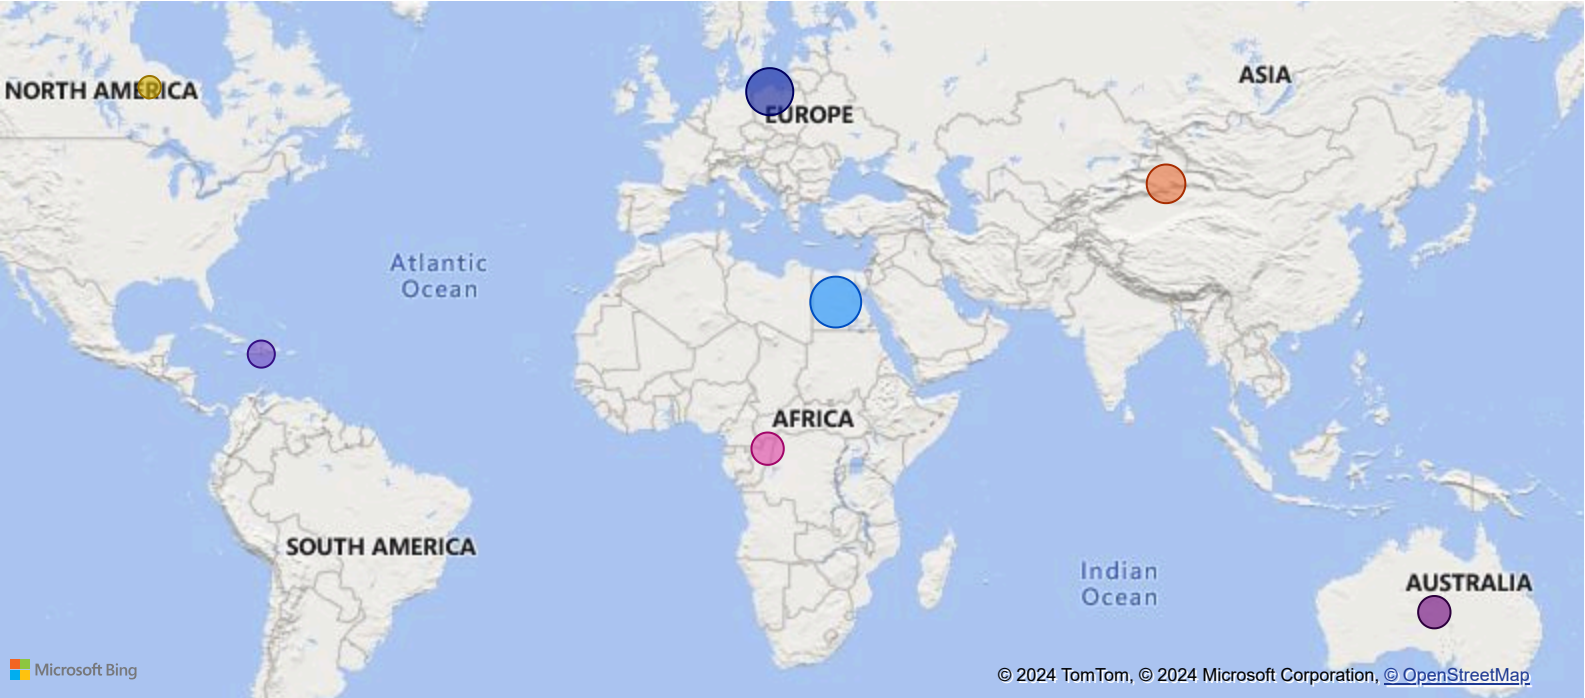 NORTH AMERICA
ASIA
EUROPE
Atlantic
Ocean
AFRICA
SOUTH AMERICA
Indian
Ocean
AUSTRALIA
Microsoft Bing
© 2024 TomTom, © 2024 Microsoft Corporation, © OpenStreetMap